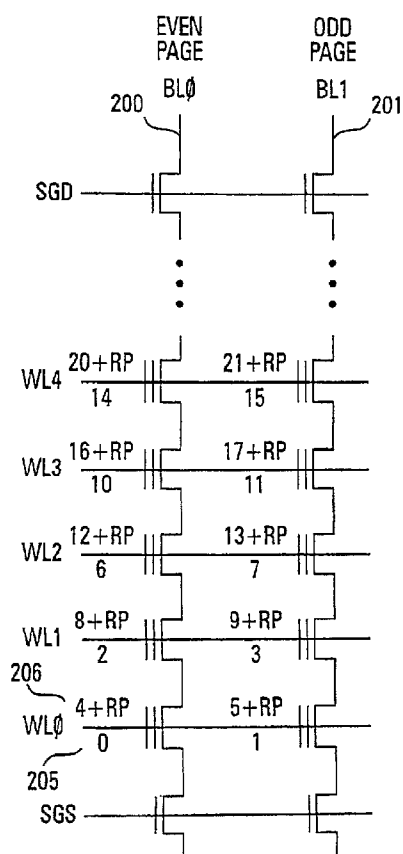 EVEN PAGE ODD PAGE
BLØ BL1
200 201
SGD
WL4 20+RP 21+RP
14 15
WL3 16+RP 17+RP
10 11
WL2 12+RP 13+RP
6 7
WL1 8+RP 9+RP
2 3
206
WLØ 4+RP 5+RP
0 1
205
SGS